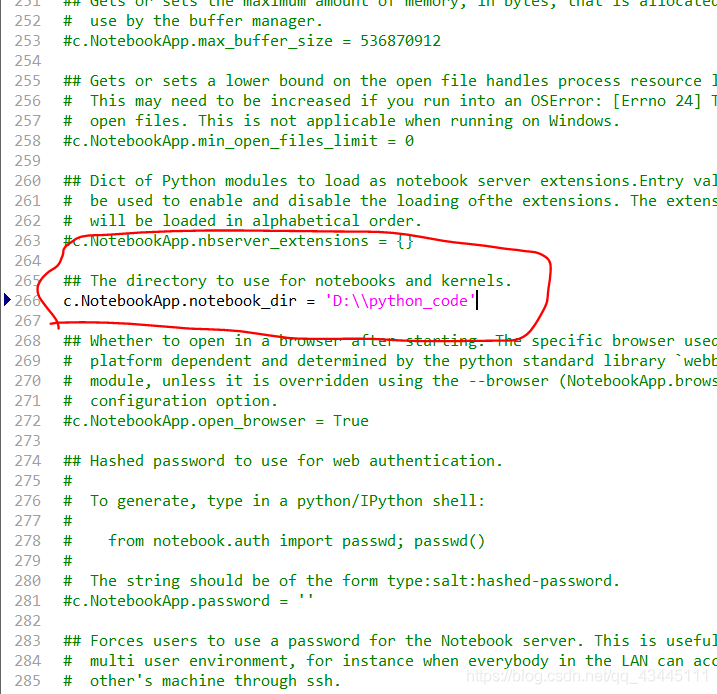 251 ## Gets or sets the maximum amount of memory, in bytes, that is allocated
252 #  use by the buffer manager.
253 #c.NotebookApp.max_buffer_size = 536870912
254
255 ## Gets or sets a lower bound on the open file handles process resource l
256 #  This may need to be increased if you run into an OSError: [Errno 24] T
257 #  open files. This is not applicable when running on Windows.
258 #c.NotebookApp.min_open_files_limit = 0
259
260 ## Dict of Python modules to load as notebook server extensions.Entry val
261 #  be used to enable and disable the loading ofthe extensions. The extens
262 #  will be loaded in alphabetical order.
263 #c.NotebookApp.nbserver_extensions = {}
264
265 ## The directory to use for notebooks and kernels.
266 c.NotebookApp.notebook_dir = 'D:\\python_code'
267
268 ## Whether to open in a browser after starting. The specific browser used
269 #  platform dependent and determined by the python standard library `webb
270 #  module, unless it is overridden using the --browser (NotebookApp.brows
271 #  configuration option.
272 #c.NotebookApp.open_browser = True
273
274 ## Hashed password to use for web authentication.
275 #
276 #  To generate, type in a python/IPython shell:
277 #
278 #    from notebook.auth import passwd; passwd()
279 #
280 #  The string should be of the form type:salt:hashed-password.
281 #c.NotebookApp.password = ''
282
283 ## Forces users to use a password for the Notebook server. This is useful
284 #  multi user environment, for instance when everybody in the LAN can acc
285 #  other's machine through ssh.
https://blog.csdn.net/qq_43445111